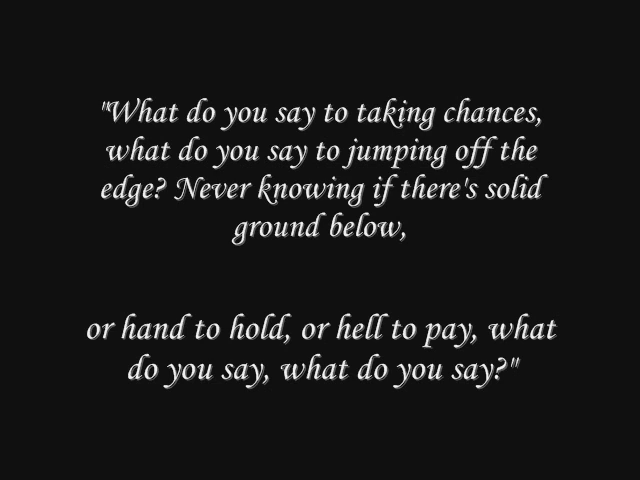 "What do you say to taking chances,
what do you say to jumping off the
edge? Never knowing if there's solid
ground below,
or hand to hold, or hell to pay, what
do you say, what do you say?"